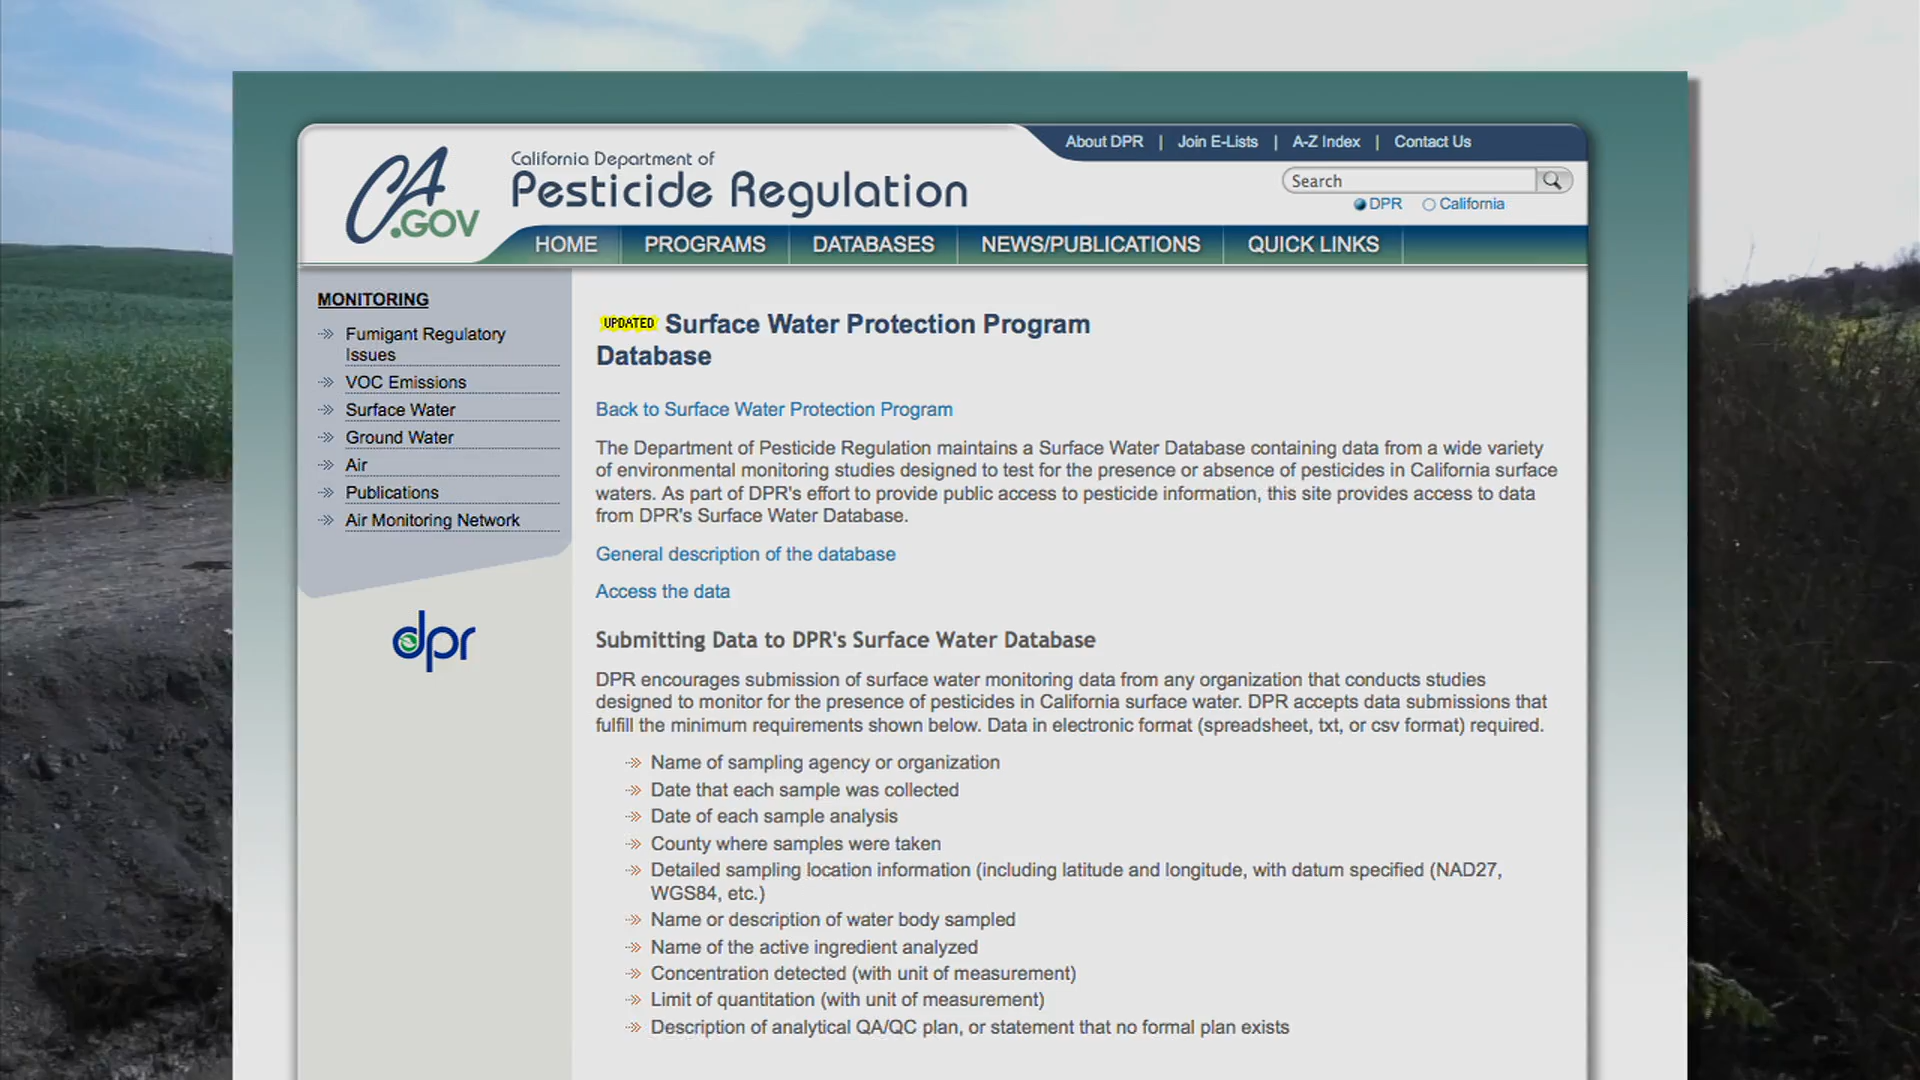 About DPR | Join E-Lists | A-Z Index | Contact Us
CA
.GOV
California Department of
Pesticide Regulation
Search
DPR California
HOME PROGRAMS DATABASES NEWS/PUBLICATIONS QUICK LINKS
MONITORING
Fumigant Regulatory
Issues
VOC Emissions
Surface Water
Ground Water
Air
Publications
Air Monitoring Network
dpr
UPDATED Surface Water Protection Program
Database
Back to Surface Water Protection Program
The Department of Pesticide Regulation maintains a Surface Water Database containing data from a wide variety
of environmental monitoring studies designed to test for the presence or absence of pesticides in California surface
waters. As part of DPR's effort to provide public access to pesticide information, this site provides access to data
from DPR's Surface Water Database.
General description of the database
Access the data
Submitting Data to DPR's Surface Water Database
DPR encourages submission of surface water monitoring data from any organization that conducts studies
designed to monitor for the presence of pesticides in California surface water. DPR accepts data submissions that
fulfill the minimum requirements shown below. Data in electronic format (spreadsheet, txt, or csv format) required.
Name of sampling agency or organization
Date that each sample was collected
Date of each sample analysis
County where samples were taken
Detailed sampling location information (including latitude and longitude, with datum specified (NAD27,
WGS84, etc.)
Name or description of water body sampled
Name of the active ingredient analyzed
Concentration detected (with unit of measurement)
Limit of quantitation (with unit of measurement)
Description of analytical QA/QC plan, or statement that no formal plan exists